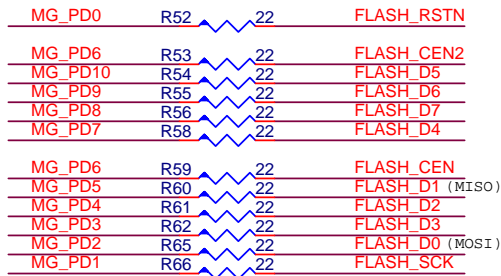 MG_PD0 R52 22 FLASH_RSTN
MG_PD6 R53 22 FLASH_CEN2
MG_PD10 R54 22 FLASH_D5
MG_PD9 R55 22 FLASH_D6
MG_PD8 R56 22 FLASH_D7
MG_PD7 R58 22 FLASH_D4
MG_PD6 R59 22 FLASH_CEN
MG_PD5 R60 22 FLASH_D1 (MISO)
MG_PD4 R61 22 FLASH_D2
MG_PD3 R62 22 FLASH_D3
MG_PD2 R65 22 FLASH_D0 (MOSI)
MG_PD1 R66 22 FLASH_SCK